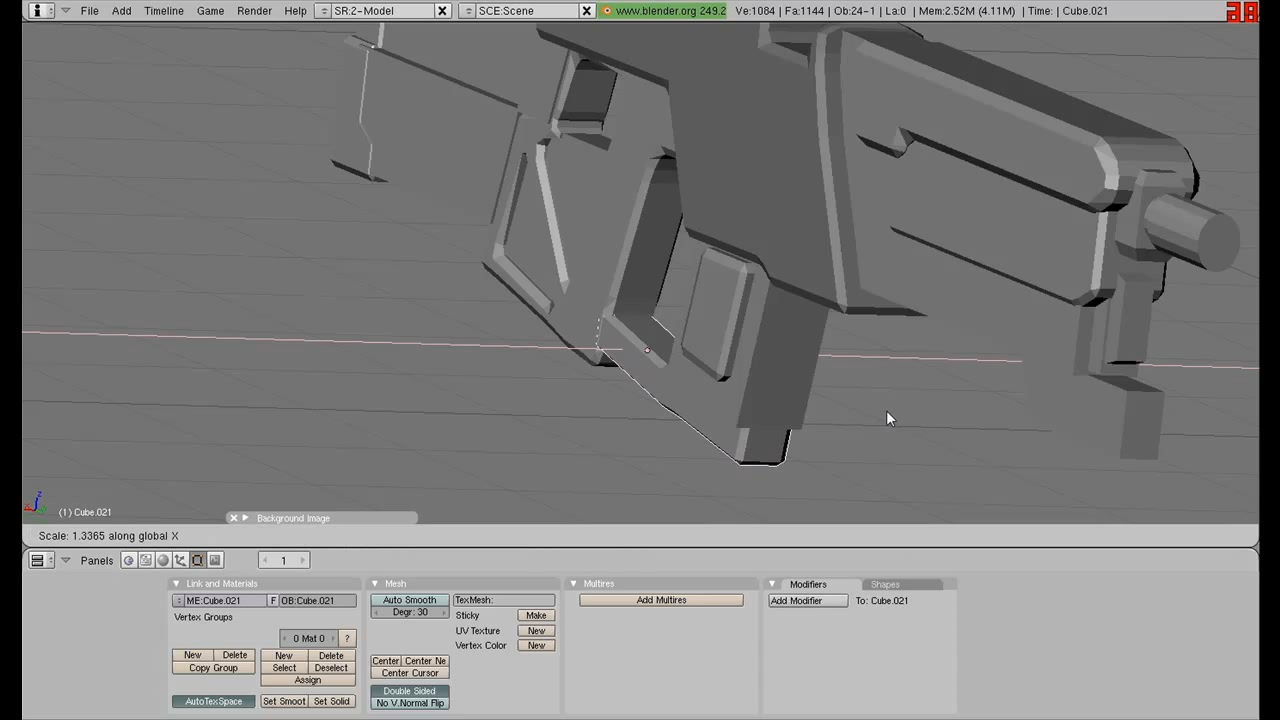 File Add Timeline Game Render Help SR:2-Model SCE:Scene www.blender.org 249.2 Ve:1084 | Fa:1144 | Ob:24-1 | La:0 | Mem:2.52M (4.11M) | Time: | Cube.021
(1) Cube.021
Background Image
Scale: 1.3365 along global X
Panels 1
Link and Materials
ME:Cube.021 F OB:Cube.021
Vertex Groups
0 Mat 0 ?
New Delete New Delete
Copy Group Select Deselect
Assign
AutoTexSpace Set Smoot Set Solid
Mesh
Auto Smooth TexMesh:
Degr: 30 Sticky Make
UV Texture New
Vertex Color New
Center Center Ne
Center Cursor
Double Sided
No V.Normal Flip
Multires
Add Multires
Modifiers Shapes
Add Modifier To: Cube.021